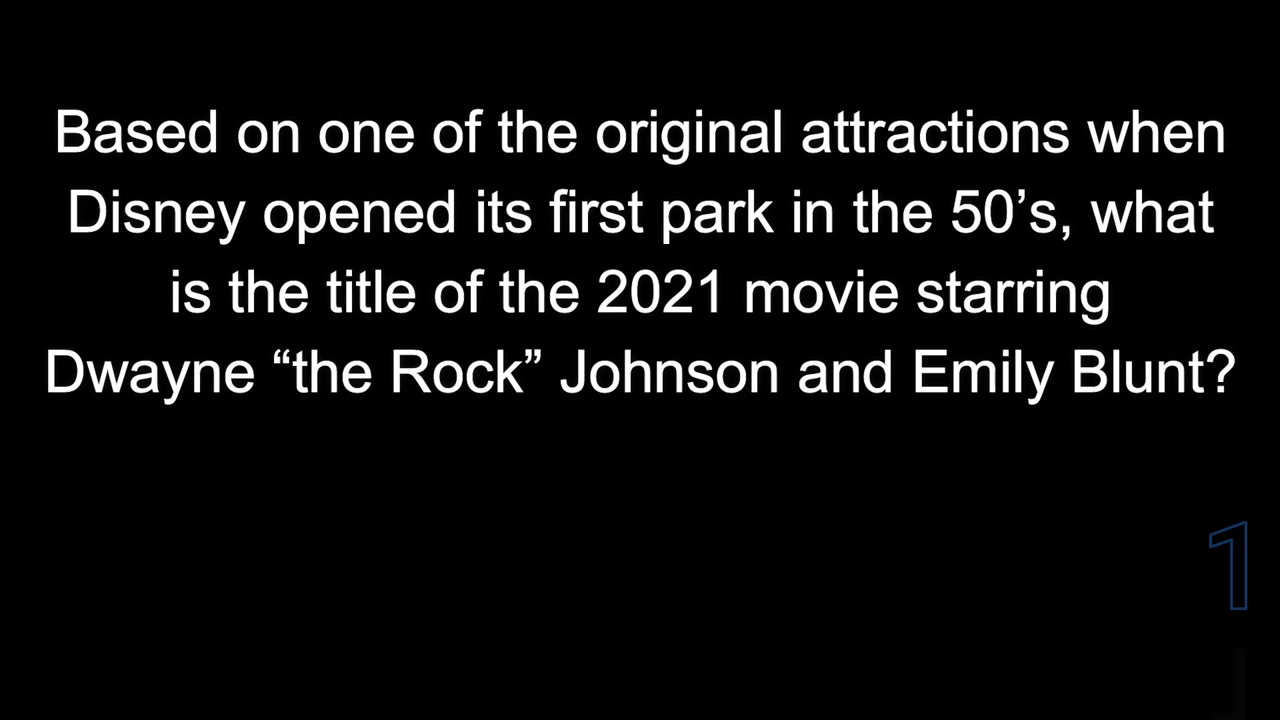 Based on one of the original attractions when
Disney opened its first park in the 50’s, what
is the title of the 2021 movie starring
Dwayne “the Rock” Johnson and Emily Blunt?
1